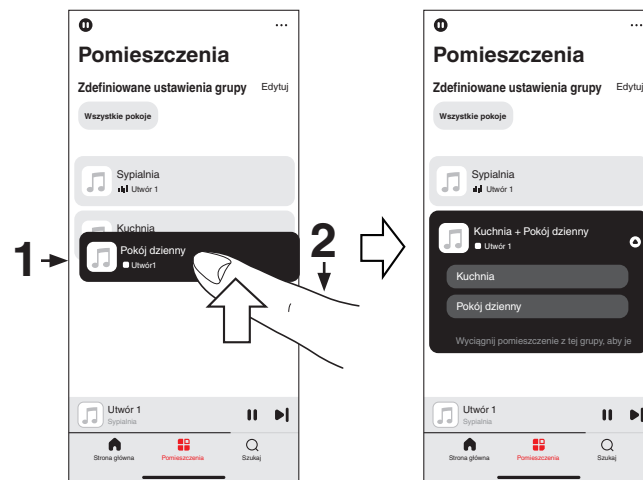 Pomieszczenia
Zdefiniowane ustawienia grupy Edytuj
Wszystkie pokoje
Sypialnia
Utwór 1
Kuchnia
Pokój dzienny
Utwór1
1
2
Utwór 1
Sypialnia
Strona główna Pomieszczenia Szukaj
Pomieszczenia
Zdefiniowane ustawienia grupy Edytuj
Wszystkie pokoje
Sypialnia
Utwór 1
Kuchnia + Pokój dzienny
Utwór 1
Kuchnia
Pokój dzienny
Wyciągnij pomieszczenie z tej grupy, aby je
Utwór 1
Sypialnia
Strona główna Pomieszczenia Szukaj